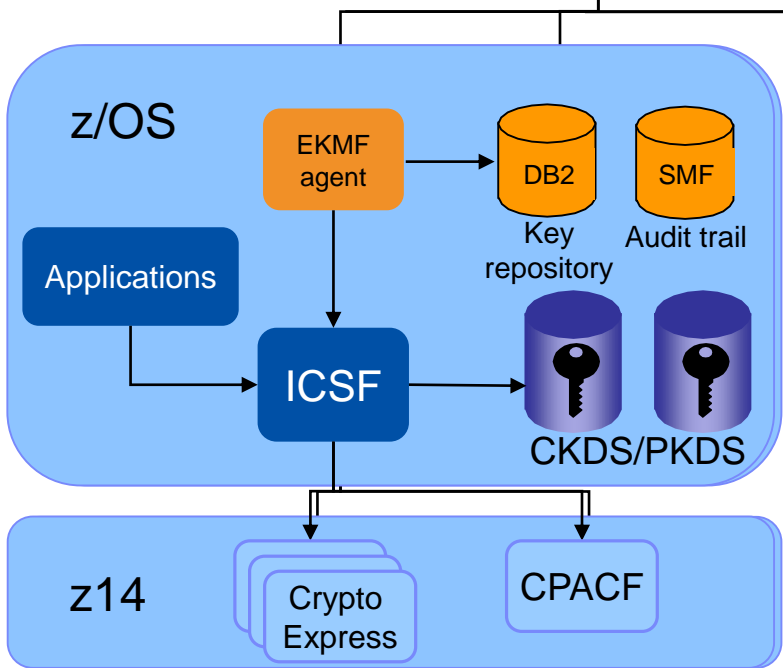 z/OS
EKMF
agent
DB2
SMF
Key
repository
Audit trail
Applications
ICSF
CKDS/PKDS
z14
Crypto
Express
CPACF